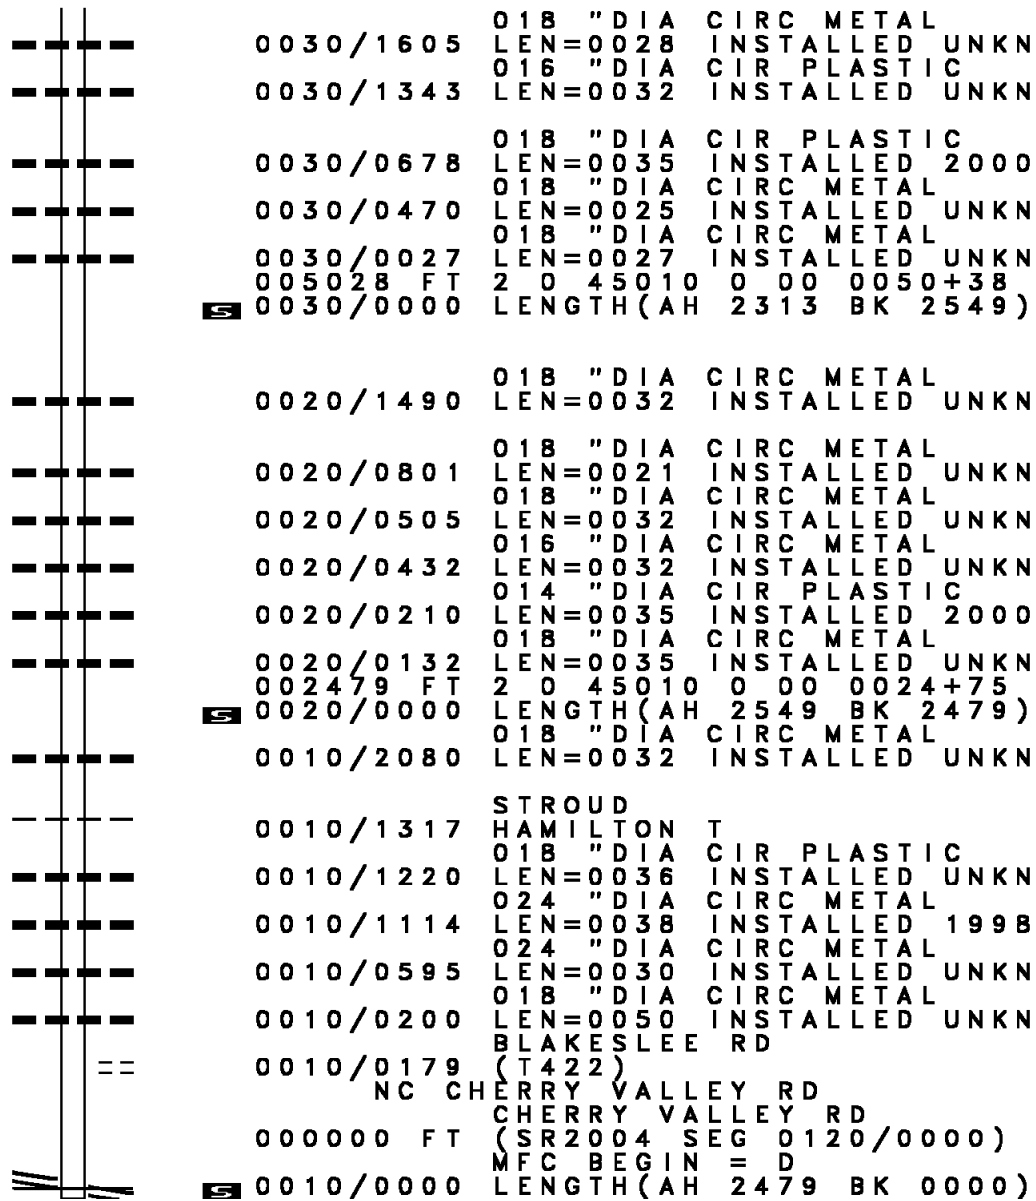 018 "DIA CIRC METAL
0030/1605 LEN=0028 INSTALLED UNKN
016 "DIA CIR PLASTIC
0030/1343 LEN=0032 INSTALLED UNKN
018 "DIA CIR PLASTIC
0030/0678 LEN=0035 INSTALLED 2000
018 "DIA CIRC METAL
0030/0470 LEN=0025 INSTALLED UNKN
018 "DIA CIRC METAL
0030/0027 LEN=0027 INSTALLED UNKN
005028 FT 2 0 45010 0 00 0050+38
S 0030/0000 LENGTH(AH 2313 BK 2549)
018 "DIA CIRC METAL
0020/1490 LEN=0032 INSTALLED UNKN
018 "DIA CIRC METAL
0020/0801 LEN=0021 INSTALLED UNKN
018 "DIA CIRC METAL
0020/0505 LEN=0032 INSTALLED UNKN
016 "DIA CIRC METAL
0020/0432 LEN=0032 INSTALLED UNKN
014 "DIA CIR PLASTIC
0020/0210 LEN=0035 INSTALLED 2000
018 "DIA CIRC METAL
0020/0132 LEN=0035 INSTALLED UNKN
002479 FT 2 0 45010 0 00 0024+75
S 0020/0000 LENGTH(AH 2549 BK 2479)
018 "DIA CIRC METAL
0010/2080 LEN=0032 INSTALLED UNKN
STROUD
0010/1317 HAMILTON T
018 "DIA CIR PLASTIC
0010/1220 LEN=0036 INSTALLED UNKN
024 "DIA CIRC METAL
0010/1114 LEN=0038 INSTALLED 1998
024 "DIA CIRC METAL
0010/0595 LEN=0030 INSTALLED UNKN
018 "DIA CIRC METAL
0010/0200 LEN=0050 INSTALLED UNKN
BLAKESLEE RD
0010/0179 (T422)
NC CHERRY VALLEY RD
CHERRY VALLEY RD
000000 FT (SR2004 SEG 0120/0000)
MFC BEGIN = D
S 0010/0000 LENGTH(AH 2479 BK 0000)